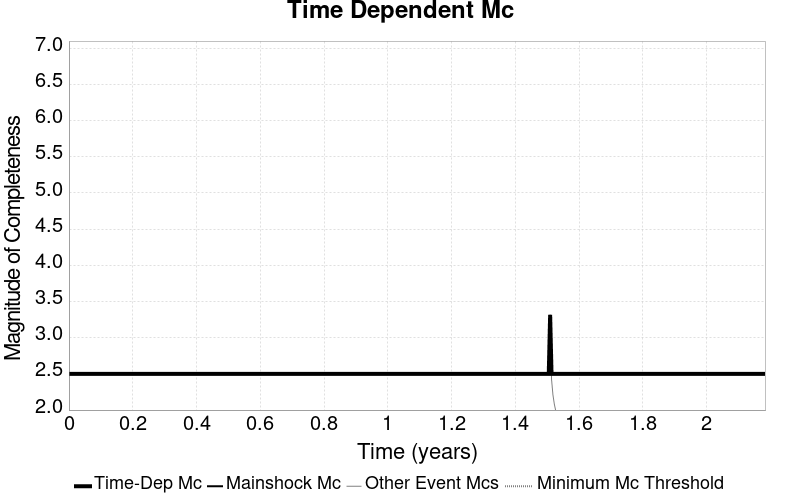 Time Dependent Mc
Magnitude of Completeness
7.0
6.5
6.0
5.5
5.0
4.5
4.0
3.5
3.0
2.5
2.0
0 0.2 0.4 0.6 0.8 1 1.2 1.4 1.6 1.8 2
Time (years)
Time-Dep Mc Mainshock Mc Other Event Mcs Minimum Mc Threshold